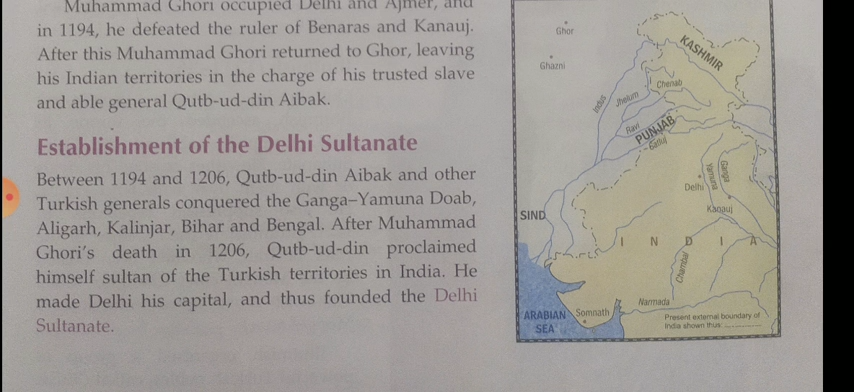 Muhammad Ghori occupied Delhi and Ajmer, and
in 1194, he defeated the ruler of Benaras and Kanauj.
After this Muhammad Ghori returned to Ghor, leaving
his Indian territories in the charge of his trusted slave
and able general Qutb-ud-din Aibak.
Establishment of the Delhi Sultanate
Between 1194 and 1206, Qutb-ud-din Aibak and other
Turkish generals conquered the Ganga–Yamuna Doab,
Aligarh, Kalinjar, Bihar and Bengal. After Muhammad
Ghori's death in 1206, Qutb-ud-din proclaimed
himself sultan of the Turkish territories in India. He
made Delhi his capital, and thus founded the Delhi
Sultanate.
Ghor
Ghazni
KASHMIR
Chenab
Jhelum
Indus
Ravi
PUNJAB
Satluj
Delhi
Yamuna
Ganga
Kanauj
SIND
INDIA
Chambal
Narmada
Somnath
ARABIAN
SEA
Present external boundary of
India shown thus: